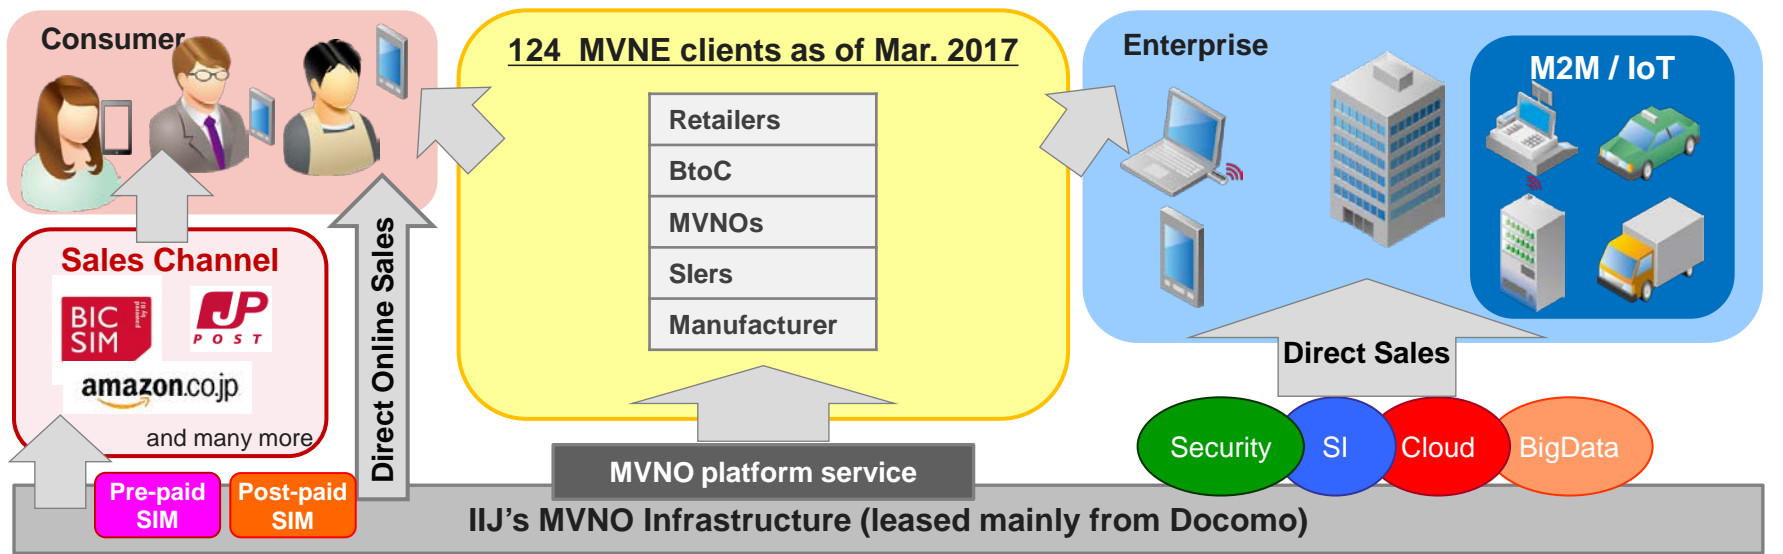 Consumer
124 MVNE clients as of Mar. 2017
Retailers
BtoC
MVNOs
SIers
Manufacturer
Enterprise
M2M / IoT
Sales Channel
BIC
SIM
by IIJ
JP
POST
amazon.co.jp
and many more
Direct Online Sales
Direct Sales
Security
SI
Cloud
BigData
MVNO platform service
Pre-paid
SIM
Post-paid
SIM
IIJ's MVNO Infrastructure (leased mainly from Docomo)